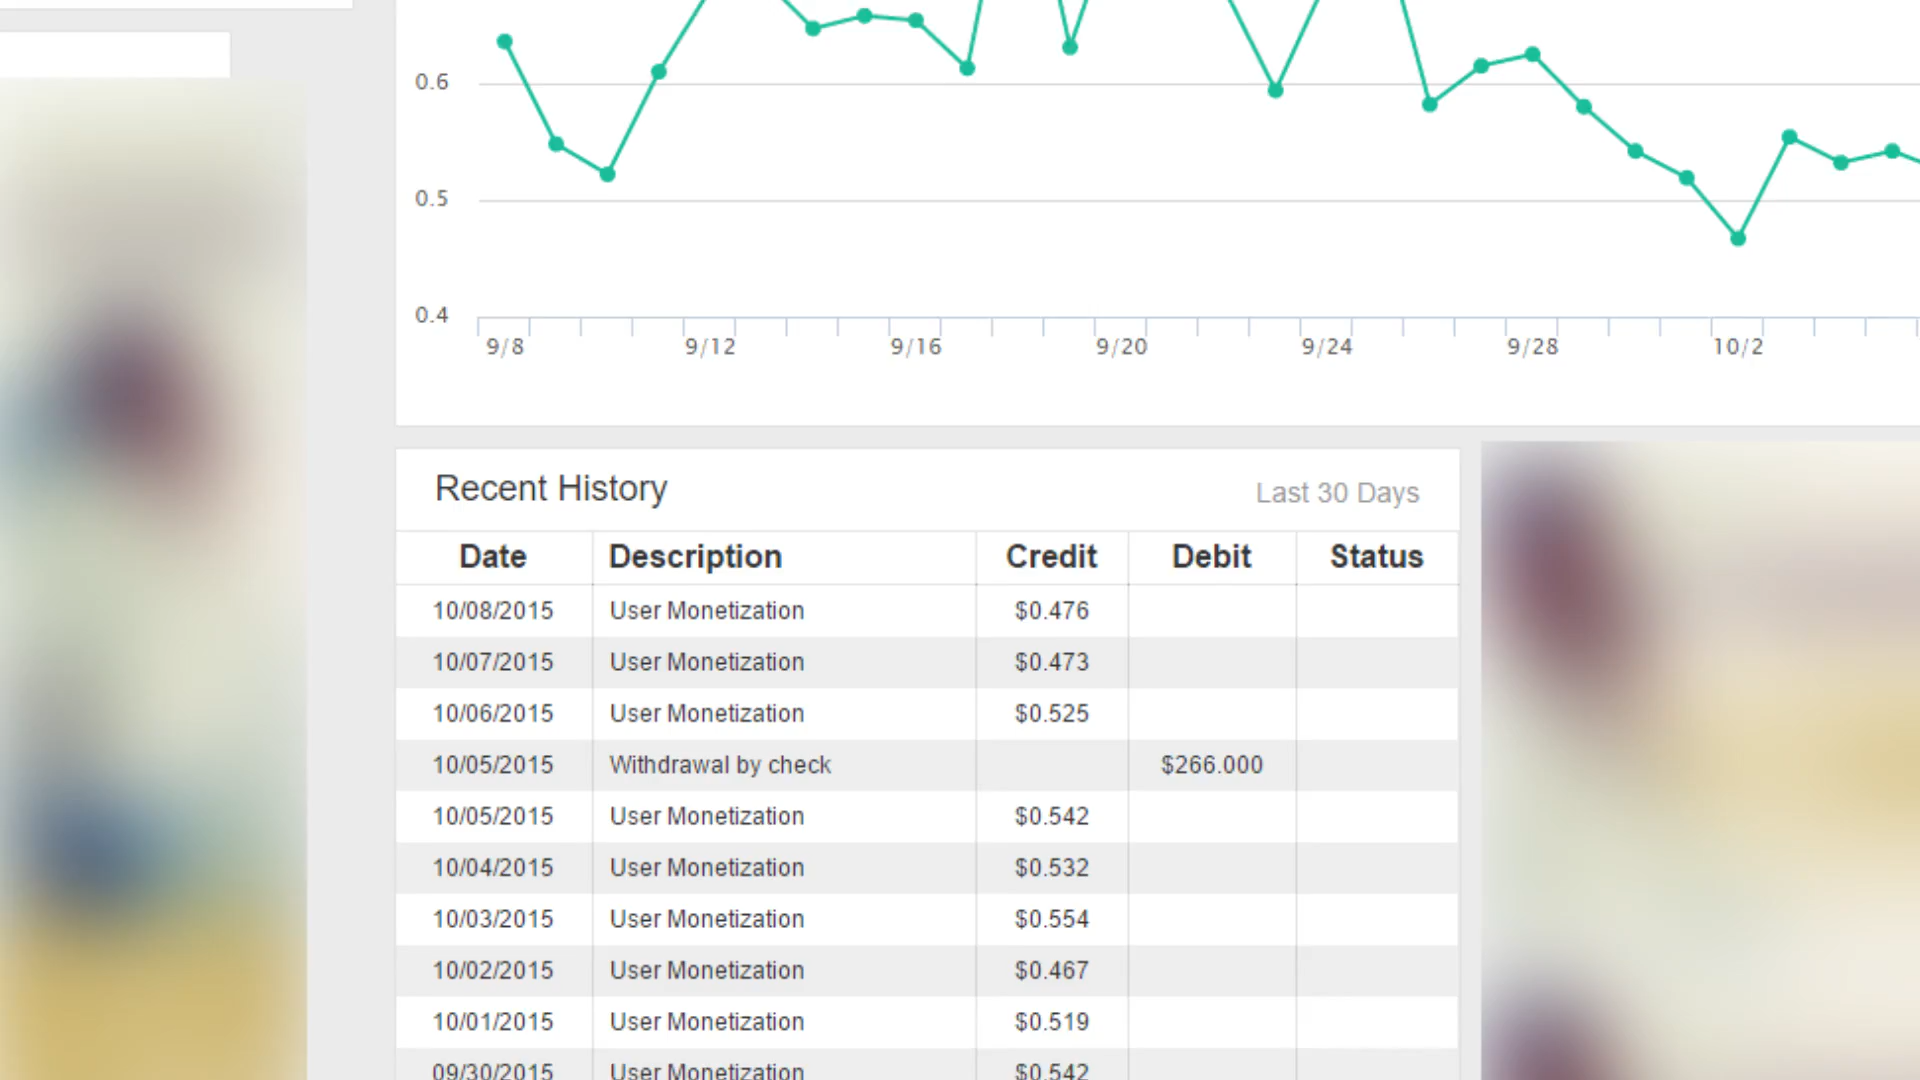 0.6
0.5
0.4
9/8 9/12 9/16 9/20 9/24 9/28 10/2
Recent History Last 30 Days
Date Description Credit Debit Status
10/08/2015 User Monetization $0.476
10/07/2015 User Monetization $0.473
10/06/2015 User Monetization $0.525
10/05/2015 Withdrawal by check $266.000
10/05/2015 User Monetization $0.542
10/04/2015 User Monetization $0.532
10/03/2015 User Monetization $0.554
10/02/2015 User Monetization $0.467
10/01/2015 User Monetization $0.519
09/30/2015 User Monetization $0.542